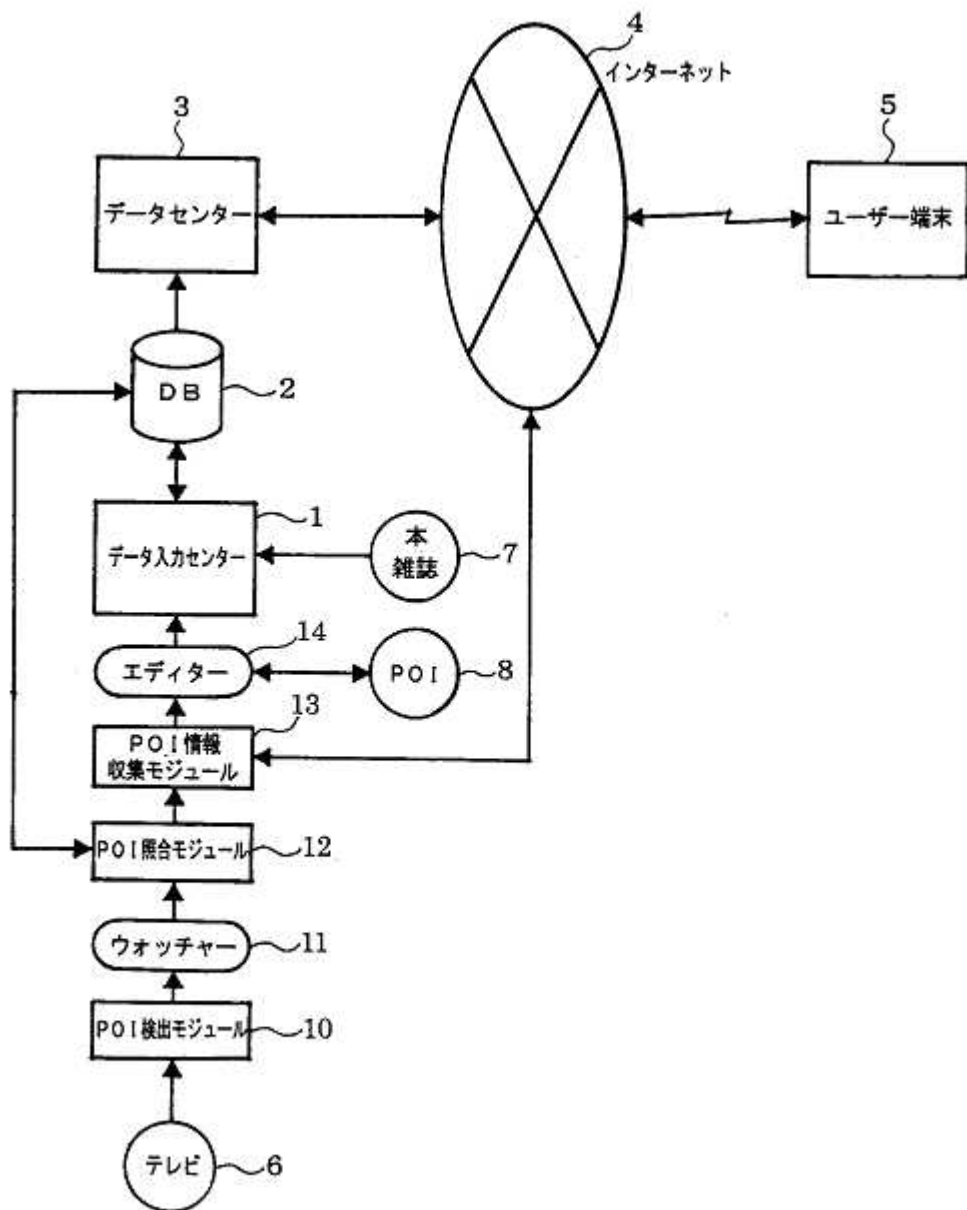 4
インターネット
3
データセンター
5
ユーザー端末
DB
2
1
データ入力センター
本
雑誌
7
14
エディター
POI
8
13
POI情報
収集モジュール
POI照合モジュール
12
ウォッチャー
11
POI検出モジュール
10
テレビ
6